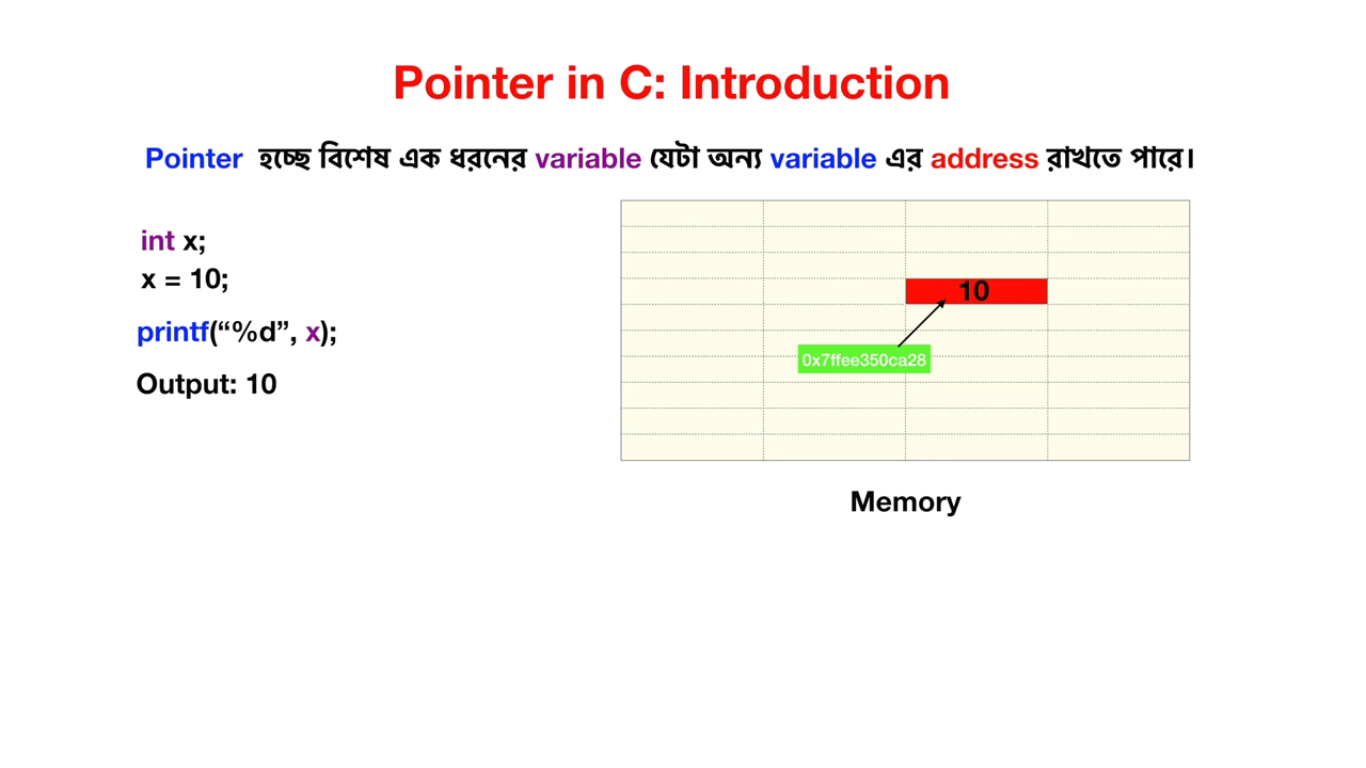 Pointer in C: Introduction
Pointer হচ্ছে বিশেষ এক ধরনের variable যেটা অন্য variable এর address রাখতে পারে।
int x;
x = 10;
printf(“%d”, x);
Output: 10
10
0x7ffee350ca28
Memory